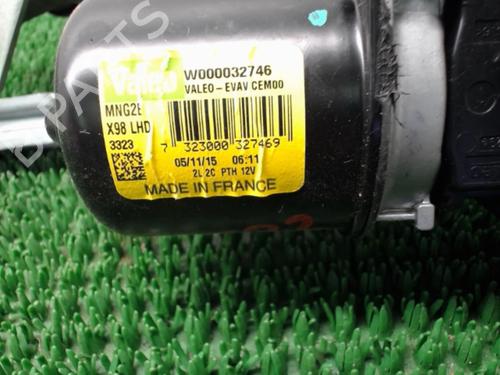 Valeo
W000032746
VALEO-EVAV CEM00
MNG2E
X98 LHD
3323
7 323000 327469
05/11/15 06:11
2L 2C PTH 12V
MADE IN FRANCE